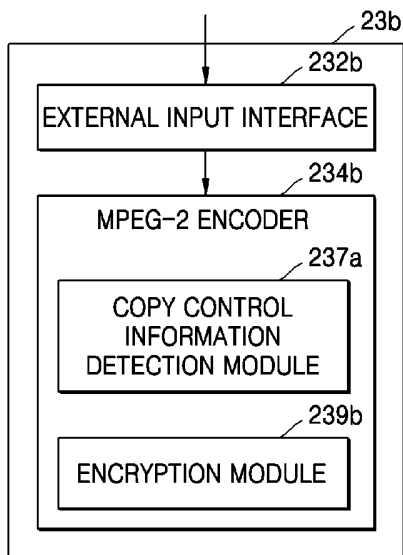 23b
232b
EXTERNAL INPUT INTERFACE
234b
MPEG-2 ENCODER
237a
COPY CONTROL
INFORMATION
DETECTION MODULE
239b
ENCRYPTION MODULE